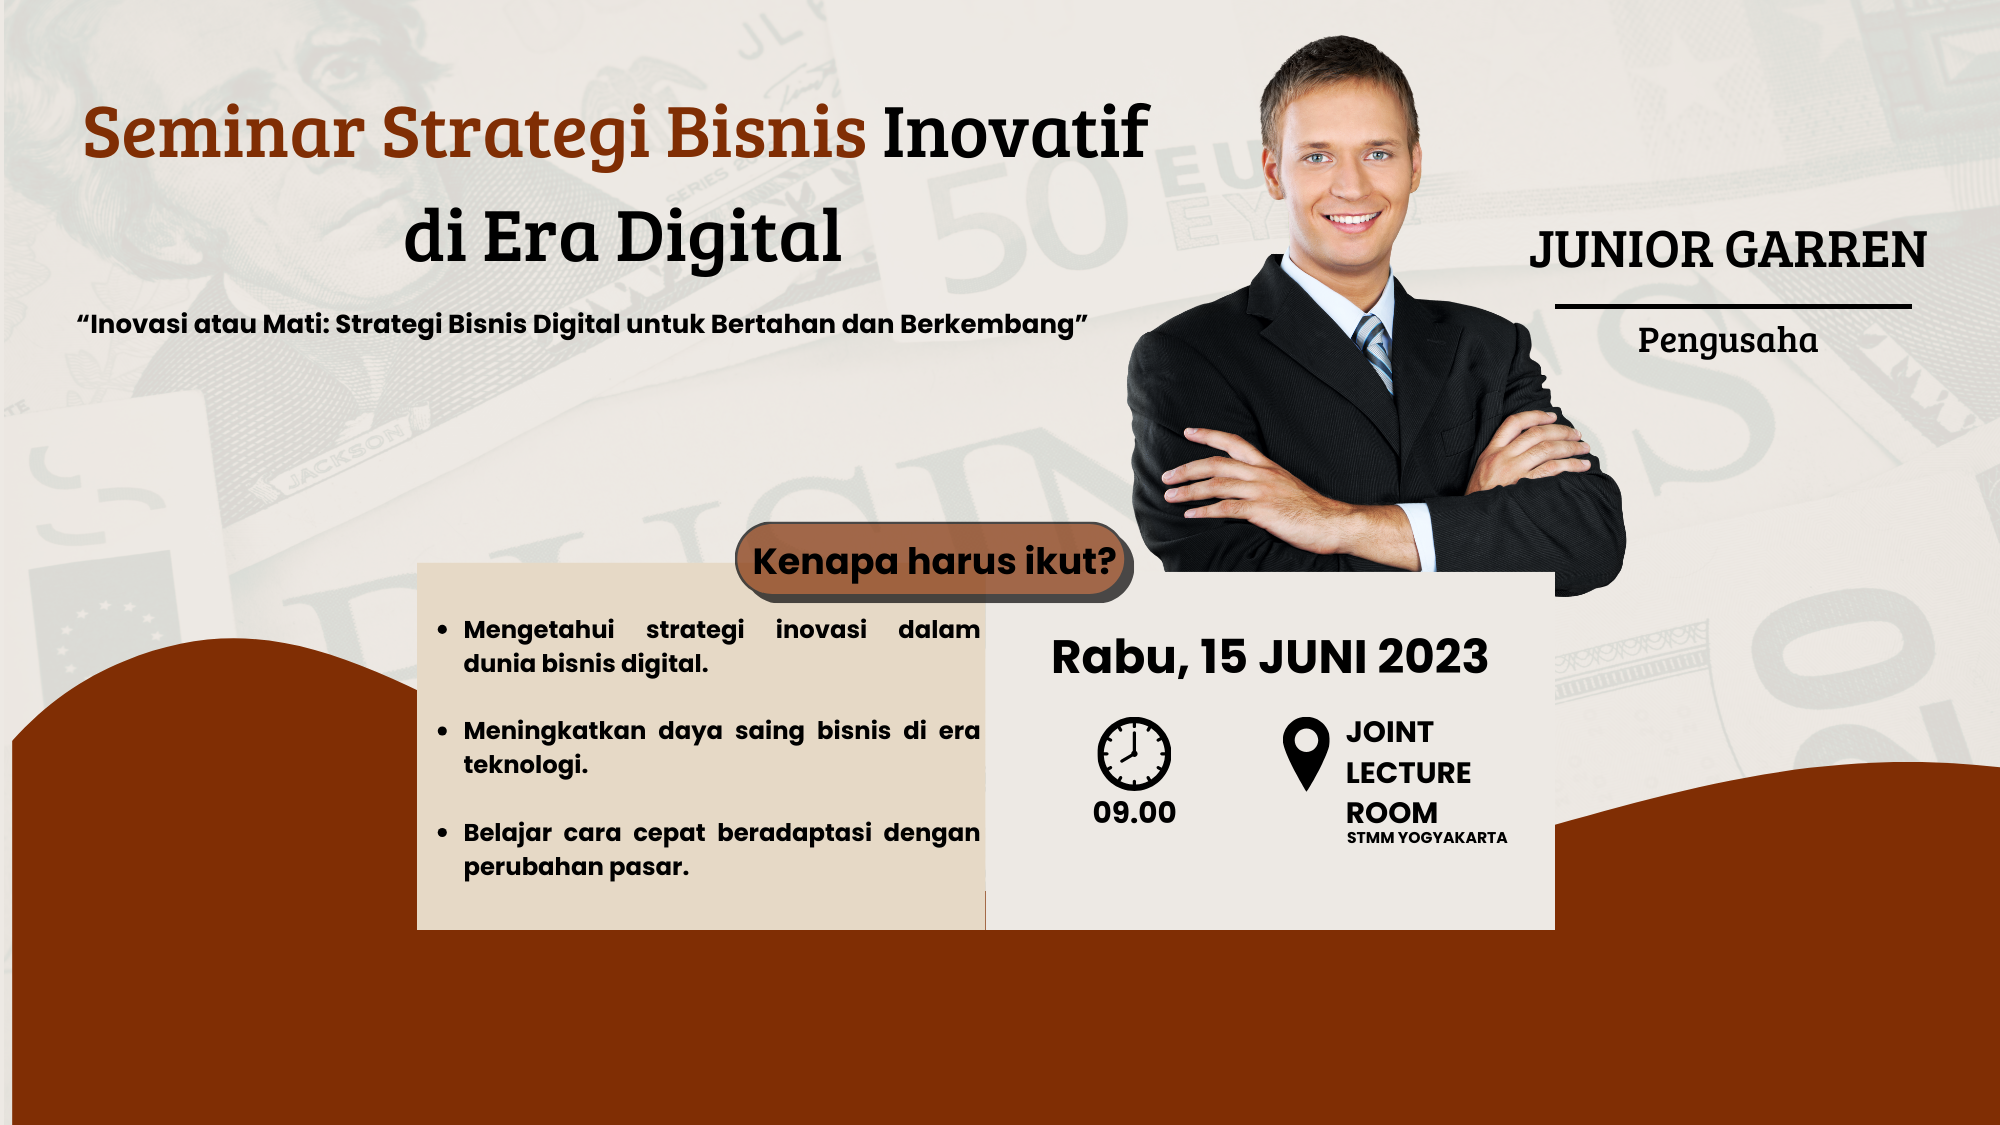 Seminar Strategi Bisnis Inovatif
di Era Digital
“Inovasi atau Mati: Strategi Bisnis Digital untuk Bertahan dan Berkembang”
JUNIOR GARREN
Pengusaha
Kenapa harus ikut?
• Mengetahui strategi inovasi dalam
dunia bisnis digital.
• Meningkatkan daya saing bisnis di era
teknologi.
• Belajar cara cepat beradaptasi dengan
perubahan pasar.
Rabu, 15 JUNI 2023
09.00
JOINT
LECTURE
ROOM
STMM YOGYAKARTA
JACKSON
50